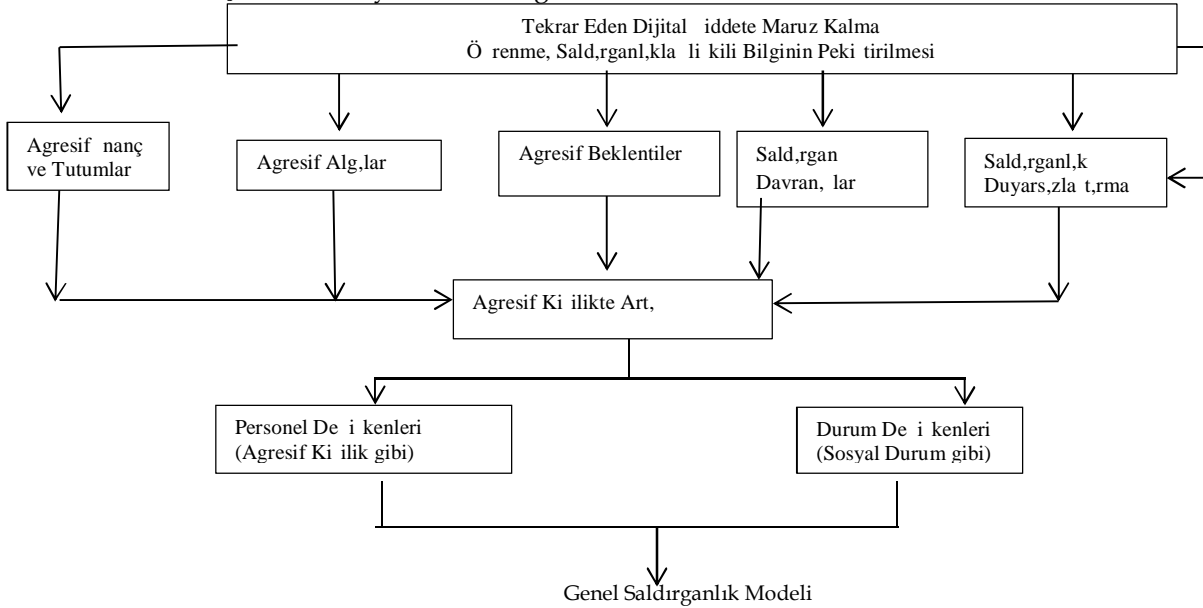 Tekrar Eden Dijital iddete Maruz Kalma
Ö renme, Sald,rganl,kla li kili Bilginin Peki tirilmesi
Agresif nanç
ve Tutumlar
Agresif Alg,lar
Agresif Beklentiler
Sald,rgan
Davran, lar
Sald,rganl,k
Duyars,zla t,rma
Agresif Ki ilikte Art,
Personel De i kenleri
(Agresif Ki ilik gibi)
Durum De i kenleri
(Sosyal Durum gibi)
Genel Saldırganlık Modeli